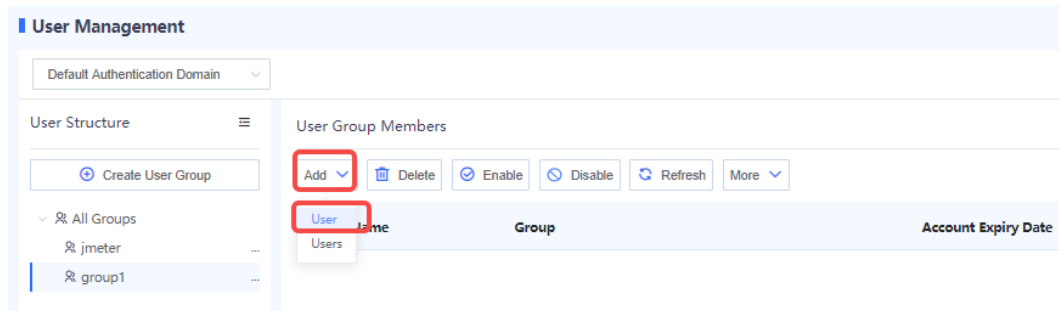 User Management
Default Authentication Domain
User Structure
Create User Group
All Groups
jmeter
...
group1
...
User Group Members
Add Delete Enable Disable Refresh More
User
Users
Group Account Expiry Date